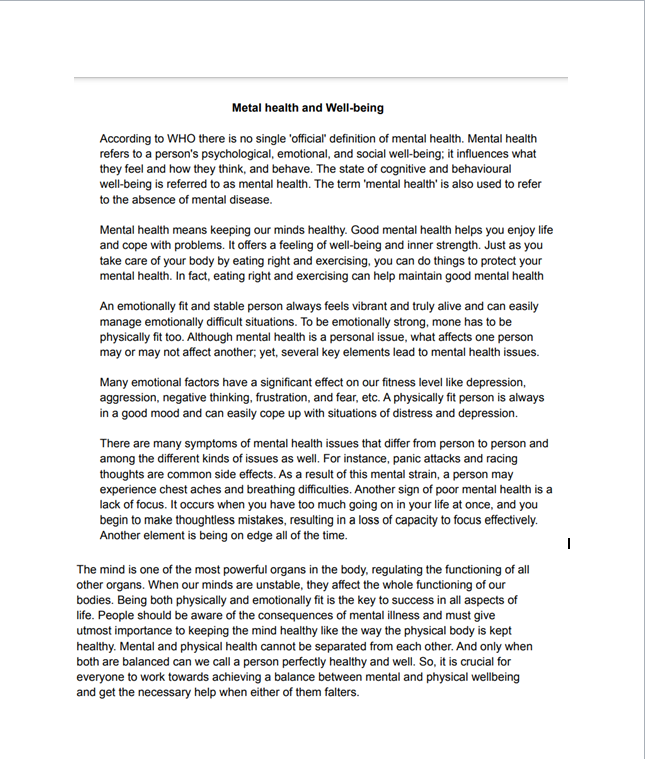 Metal health and Well-being
According to WHO there is no single 'official' definition of mental health. Mental health
refers to a person's psychological, emotional, and social well-being; it influences what
they feel and how they think, and behave. The state of cognitive and behavioural
well-being is referred to as mental health. The term 'mental health' is also used to refer
to the absence of mental disease.
Mental health means keeping our minds healthy. Good mental health helps you enjoy life
and cope with problems. It offers a feeling of well-being and inner strength. Just as you
take care of your body by eating right and exercising, you can do things to protect your
mental health. In fact, eating right and exercising can help maintain good mental health
An emotionally fit and stable person always feels vibrant and truly alive and can easily
manage emotionally difficult situations. To be emotionally strong, mone has to be
physically fit too. Although mental health is a personal issue, what affects one person
may or may not affect another; yet, several key elements lead to mental health issues.
Many emotional factors have a significant effect on our fitness level like depression,
aggression, negative thinking, frustration, and fear, etc. A physically fit person is always
in a good mood and can easily cope up with situations of distress and depression.
There are many symptoms of mental health issues that differ from person to person and
among the different kinds of issues as well. For instance, panic attacks and racing
thoughts are common side effects. As a result of this mental strain, a person may
experience chest aches and breathing difficulties. Another sign of poor mental health is a
lack of focus. It occurs when you have too much going on in your life at once, and you
begin to make thoughtless mistakes, resulting in a loss of capacity to focus effectively.
Another element is being on edge all of the time.
The mind is one of the most powerful organs in the body, regulating the functioning of all
other organs. When our minds are unstable, they affect the whole functioning of our
bodies. Being both physically and emotionally fit is the key to success in all aspects of
life. People should be aware of the consequences of mental illness and must give
utmost importance to keeping the mind healthy like the way the physical body is kept
healthy. Mental and physical health cannot be separated from each other. And only when
both are balanced can we call a person perfectly healthy and well. So, it is crucial for
everyone to work towards achieving a balance between mental and physical wellbeing
and get the necessary help when either of them falters.